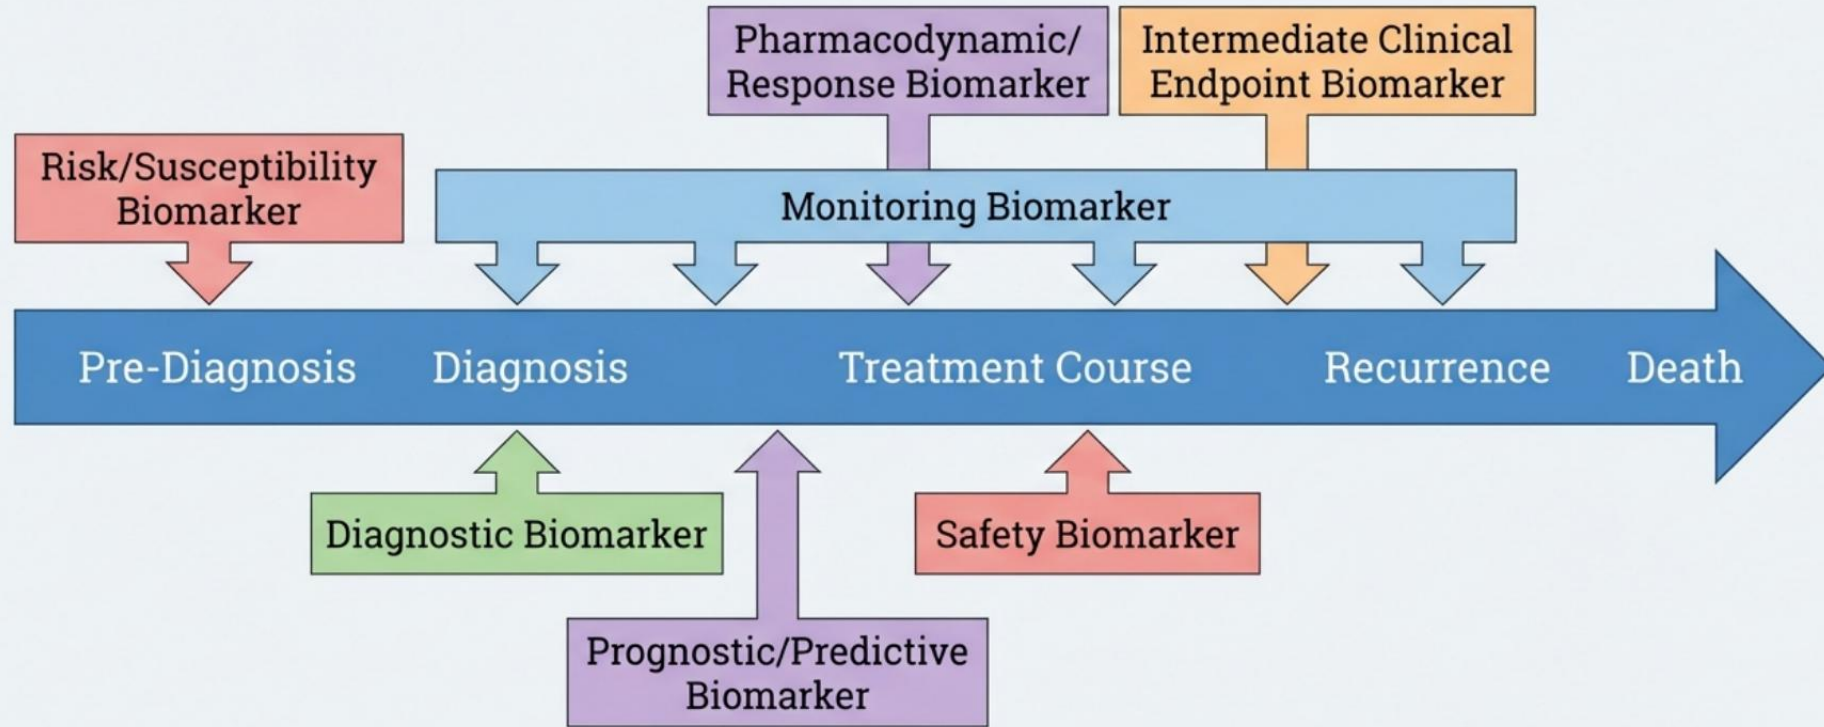 Pharmacodynamic/
Response Biomarker
Intermediate Clinical
Endpoint Biomarker
Risk/Susceptibility
Biomarker
Monitoring Biomarker
Pre-Diagnosis
Diagnosis
Treatment Course
Recurrence
Death
Diagnostic Biomarker
Safety Biomarker
Prognostic/Predictive
Biomarker